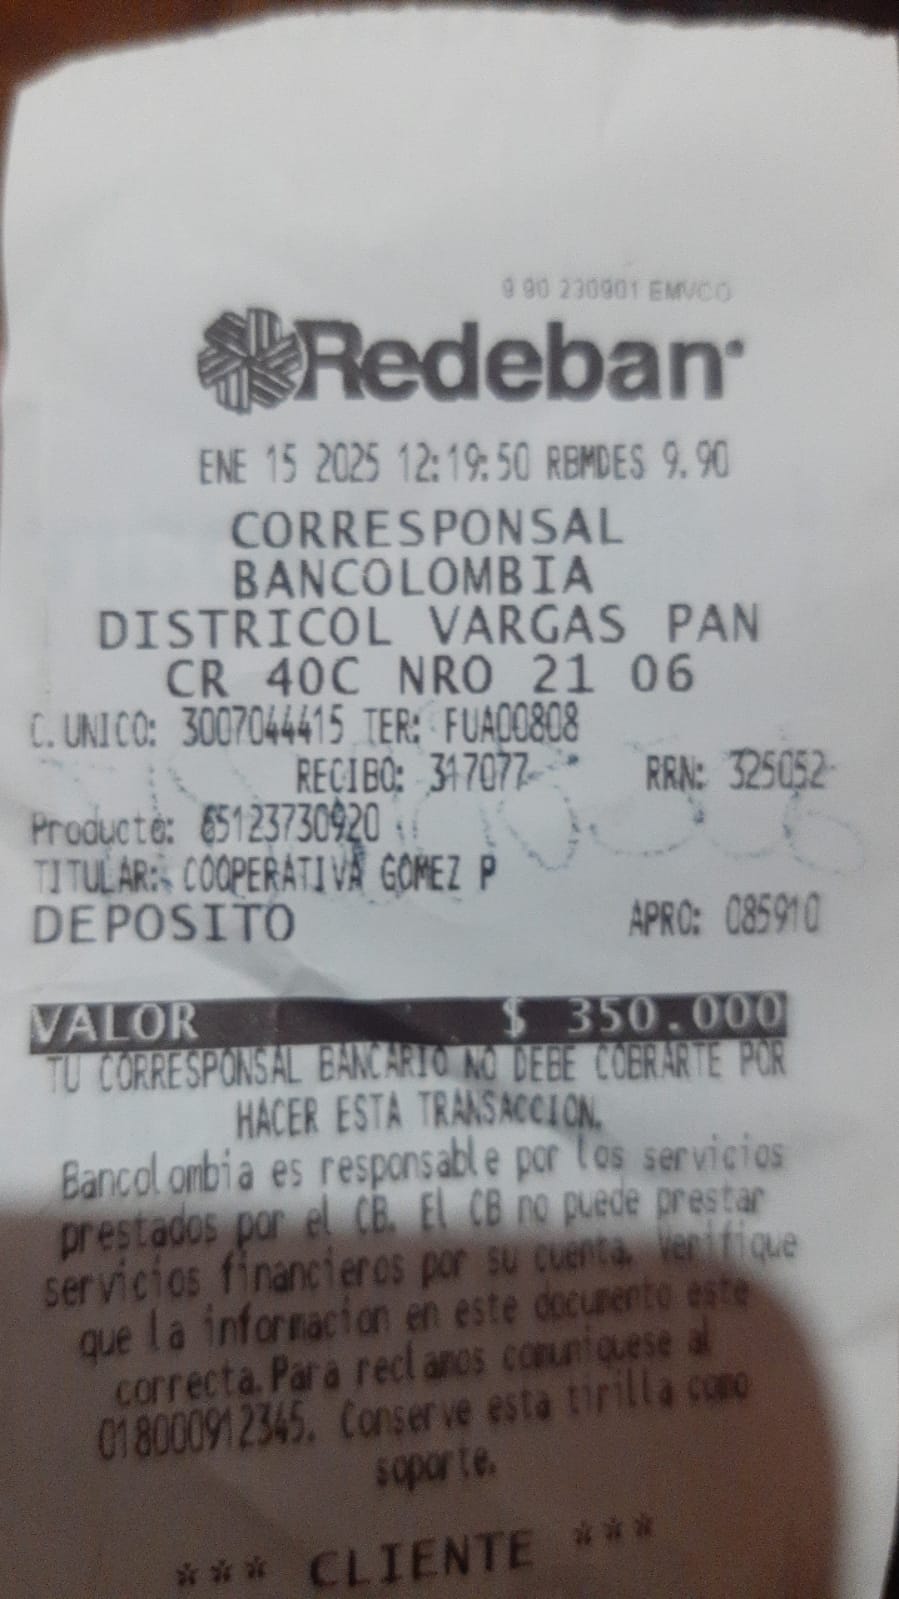 9 90 230901 EMVCO
Redeban
ENE 15 2025 12:19:50 RBMDES 9.90
CORRESPONSAL
BANCOLOMBIA
DISTRICOL VARGAS PAN
CR 40C NRO 21 06
C. UNICO: 3007044415 TER: FUA00808
RECIBO: 317077 RRN: 325052
Producto: 65123730920
TITULAR: COOPERATIVA GOMEZ P
DEPOSITO APRO: 085910
VALOR $ 350.000
TU CORRESPONSAL BANCARIO NO DEBE COBRARTE POR
HACER ESTA TRANSACCION.
Bancolombia es responsable por los servicios
prestados por el CB. El CB no puede prestar
servicios financieros por su cuenta. Verifique
que la informacion en este documento este
correcta. Para reclamos comuniquese al
018000912345. Conserve esta tirilla como
soporte.
*** CLIENTE ***